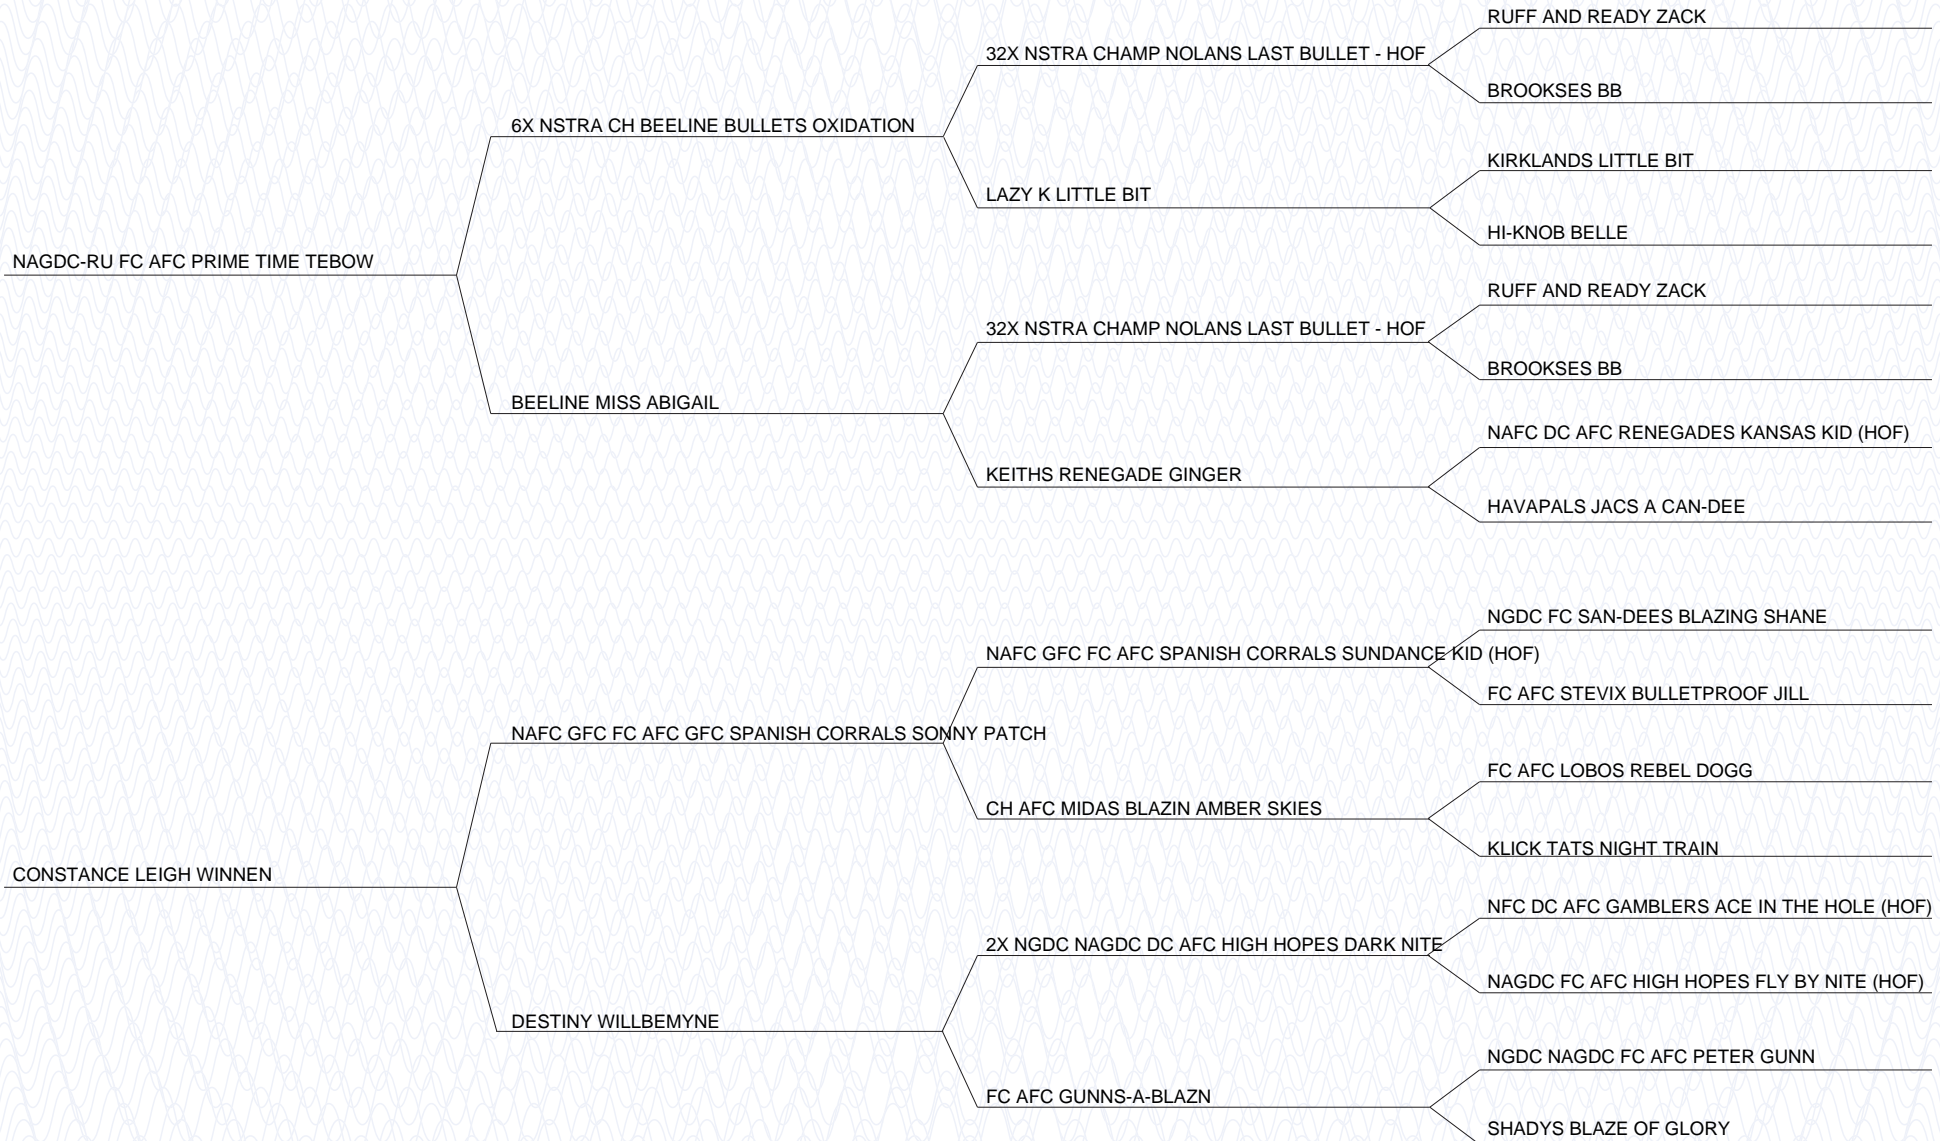 RUFF AND READY ZACK
32X NSTRA CHAMP NOLANS LAST BULLET - HOF
BROOKSES BB
6X NSTRA CH BEELINE BULLETS OXIDATION
KIRKLANDS LITTLE BIT
LAZY K LITTLE BIT
HI-KNOB BELLE
NAGDC-RU FC AFC PRIME TIME TEBOW
RUFF AND READY ZACK
32X NSTRA CHAMP NOLANS LAST BULLET - HOF
BROOKSES BB
BEELINE MISS ABIGAIL
NAFC DC AFC RENEGADES KANSAS KID (HOF)
KEITHS RENEGADE GINGER
HAVAPALS JACS A CAN-DEE
NGDC FC SAN-DEES BLAZING SHANE
NAFC GFC FC AFC SPANISH CORRALS SUNDANCE KID (HOF)
FC AFC STEVIX BULLETPROOF JILL
NAFC GFC FC AFC GFC SPANISH CORRALS SONNY PATCH
FC AFC LOBOS REBEL DOGG
CH AFC MIDAS BLAZIN AMBER SKIES
KLICK TATS NIGHT TRAIN
CONSTANCE LEIGH WINNEN
NFC DC AFC GAMBLERS ACE IN THE HOLE (HOF)
2X NGDC NAGDC DC AFC HIGH HOPES DARK NITE
NAGDC FC AFC HIGH HOPES FLY BY NITE (HOF)
DESTINY WILLBEMYNE
NGDC NAGDC FC AFC PETER GUNN
FC AFC GUNNS-A-BLAZN
SHADYS BLAZE OF GLORY